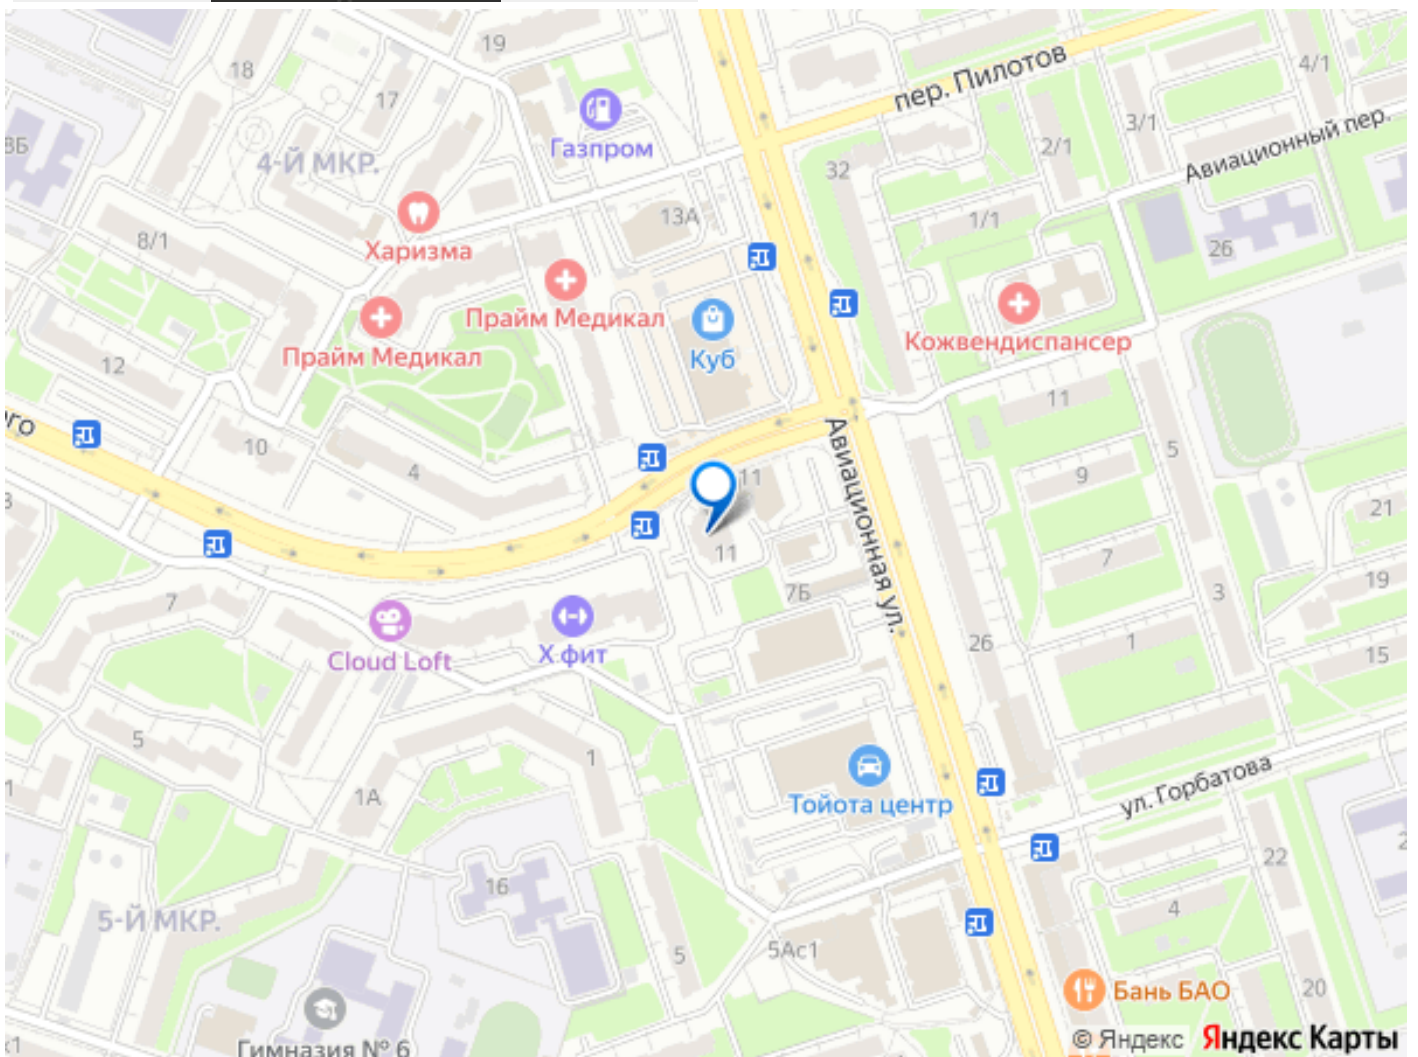 19
18
17
4/1
пер. Пилотов
Газпром
3/1
Авиационный пер.
2/1
4-Й МКР.
32
13А
1/1
8/1
Харизма
26
Прайм Медикал
Кожвендиспансер
Прайм Медикал
Куб
12
11
ого
10
4
5
9
11
Авиационная ул.
21
11
7
7Б
19
3
7
26
1
15
Cloud Loft
Х фит
5
1
1
1А
Тойота центр
ул. Горбатова
22
16
5-Й МКР.
4
5
5Ас1
20
Бань БАО
Гимназия № 6
© Яндекс Яндекс Карты